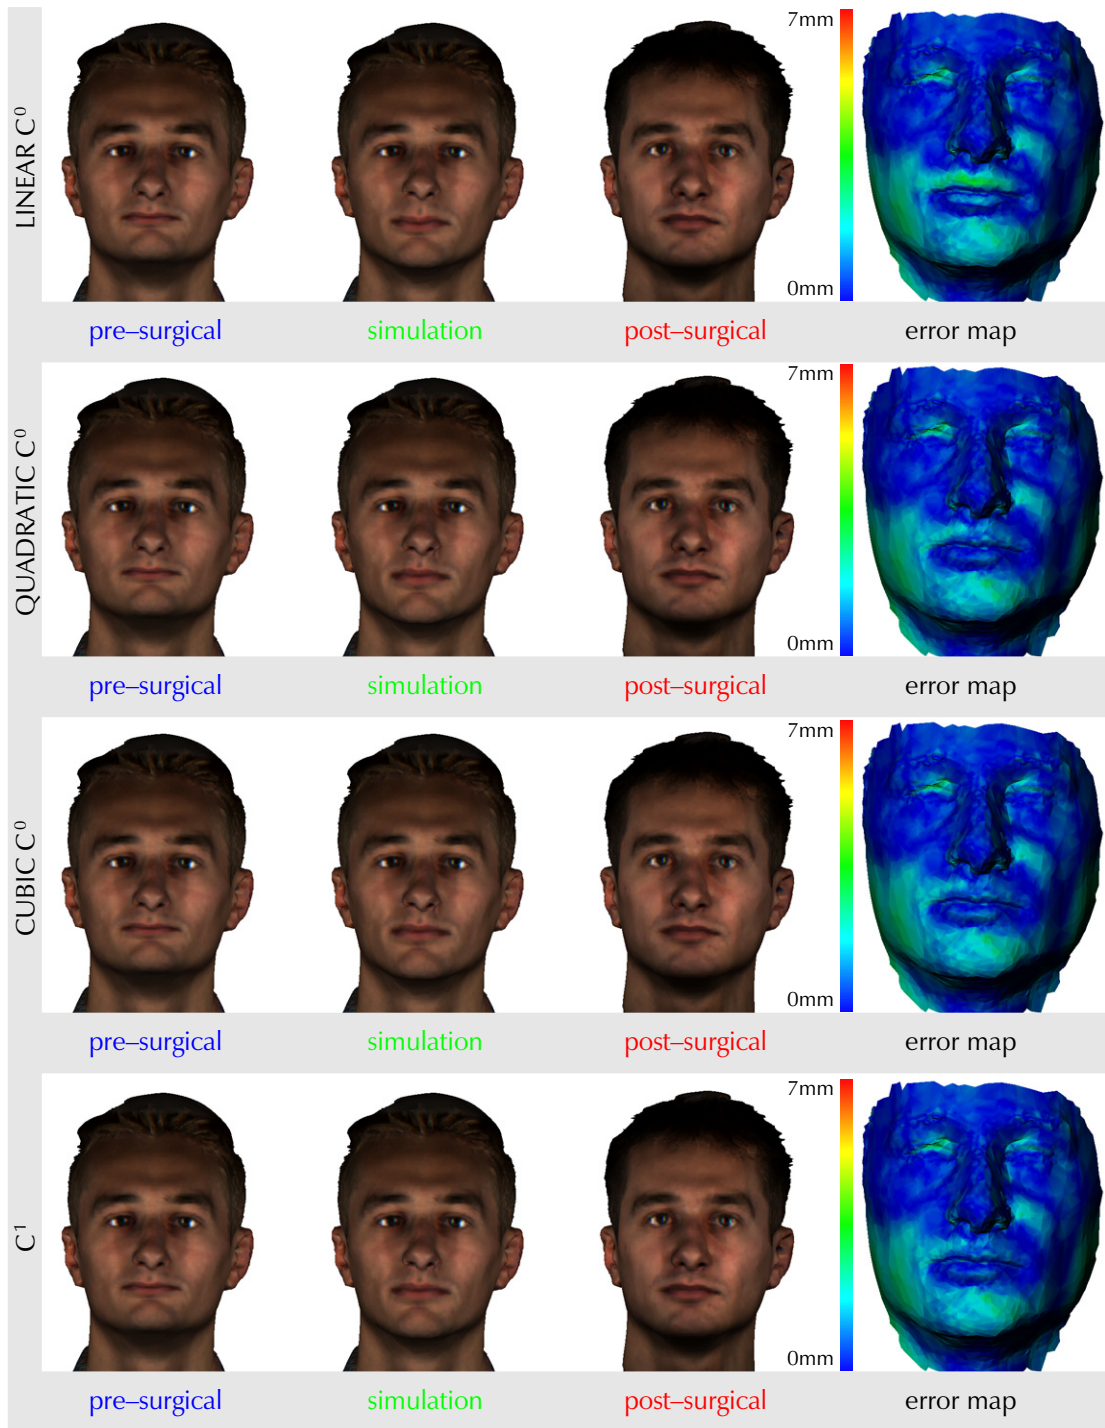 LINEAR C⁰
7mm
0mm
pre–surgical simulation post–surgical error map
QUADRATIC C⁰
7mm
0mm
pre–surgical simulation post–surgical error map
CUBIC C⁰
7mm
0mm
pre–surgical simulation post–surgical error map
C¹
7mm
0mm
pre–surgical simulation post–surgical error map